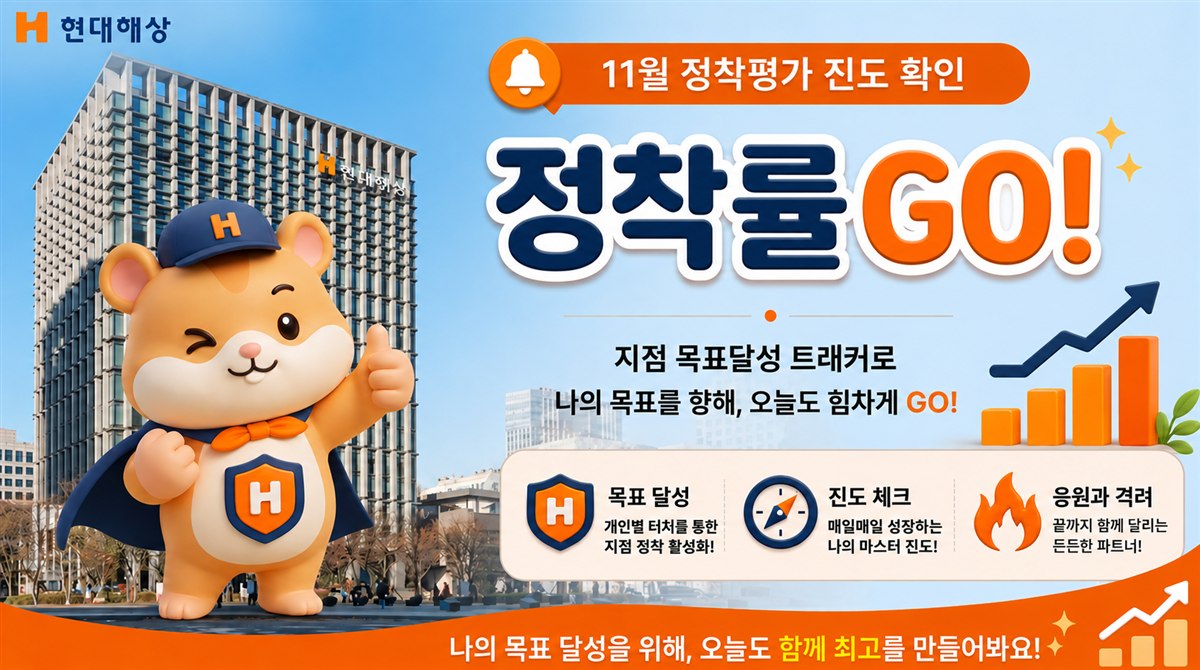 H 현대해상
11월 정착평가 진도 확인
정착률 GO!
H 현대해상
H
지점 목표달성 트래커로
나의 목표를 향해, 오늘도 힘차게 GO!
H
H
목표 달성
개인별 터처를 통한
지점 정착 활성화!
진도 체크
매일매일 성장하는
나의 마스터 진도!
응원과 격려
끝까지 함께 달리는
든든한 파트너!
나의 목표 달성을 위해, 오늘도 함께 최고를 만들어봐요!